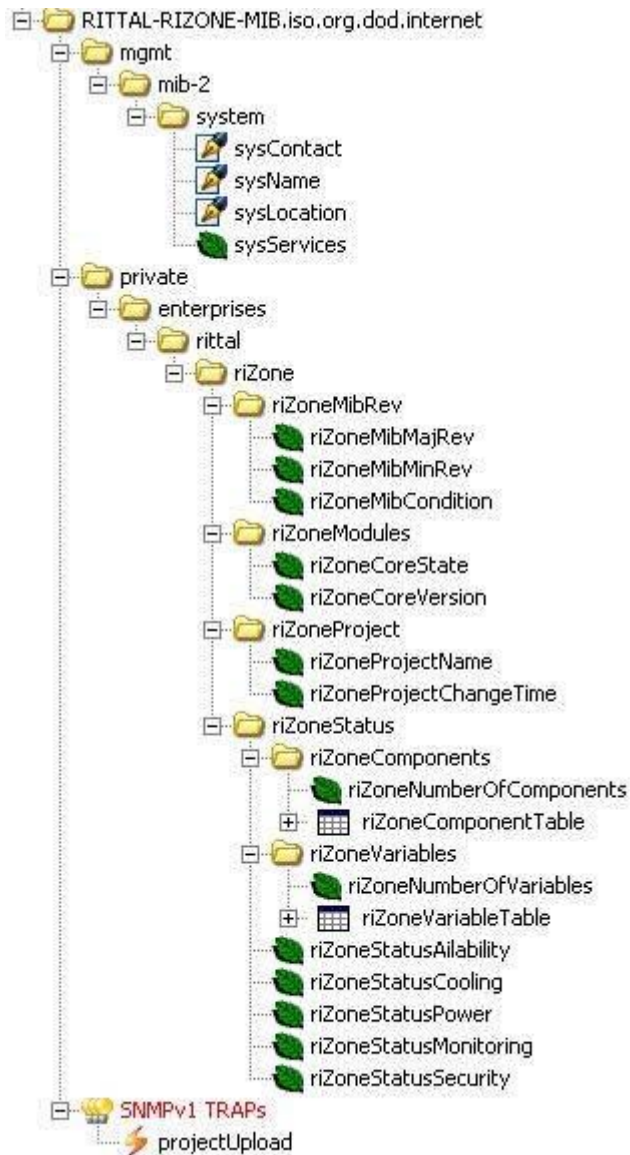 RITTAL-RIZONE-MIB.iso.org.dod.internet
mgmt
mib-2
system
sysContact
sysName
sysLocation
sysServices
private
enterprises
rittal
riZone
riZoneMibRev
riZoneMibMajRev
riZoneMibMinRev
riZoneMibCondition
riZoneModules
riZoneCoreState
riZoneCoreVersion
riZoneProject
riZoneProjectName
riZoneProjectChangeTime
riZoneStatus
riZoneComponents
riZoneNumberOfComponents
riZoneComponentTable
riZoneVariables
riZoneNumberOfVariables
riZoneVariableTable
riZoneStatusAilability
riZoneStatusCooling
riZoneStatusPower
riZoneStatusMonitoring
riZoneStatusSecurity
SNMPv1 TRAPs
projectUpload